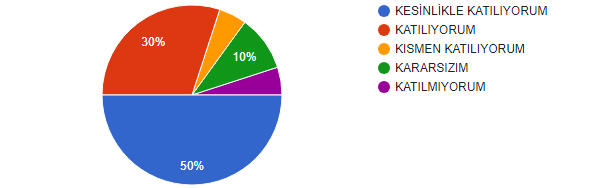 30%
10%
50%
KESİNLİKLE KATILIYORUM
KATILIYORUM
KISMEN KATILIYORUM
KARARSIZIM
KATILMIYORUM